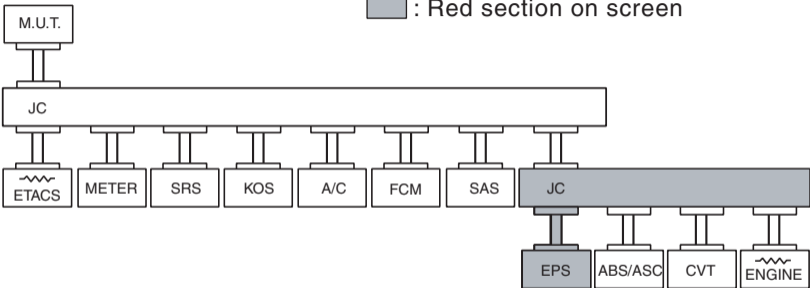 : Red section on screen
M.U.T.
JC
ETACS METER SRS KOS A/C FCM SAS JC
EPS ABS/ASC CVT ENGINE